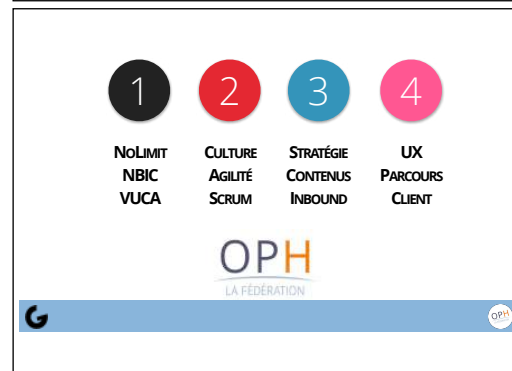 1 2 3 4
NoLimit Culture Stratégie UX
NBIC Agilité Contenus Parcours
VUCA Scrum Inbound Client
OPH
LA FÉDÉRATION
G OPH